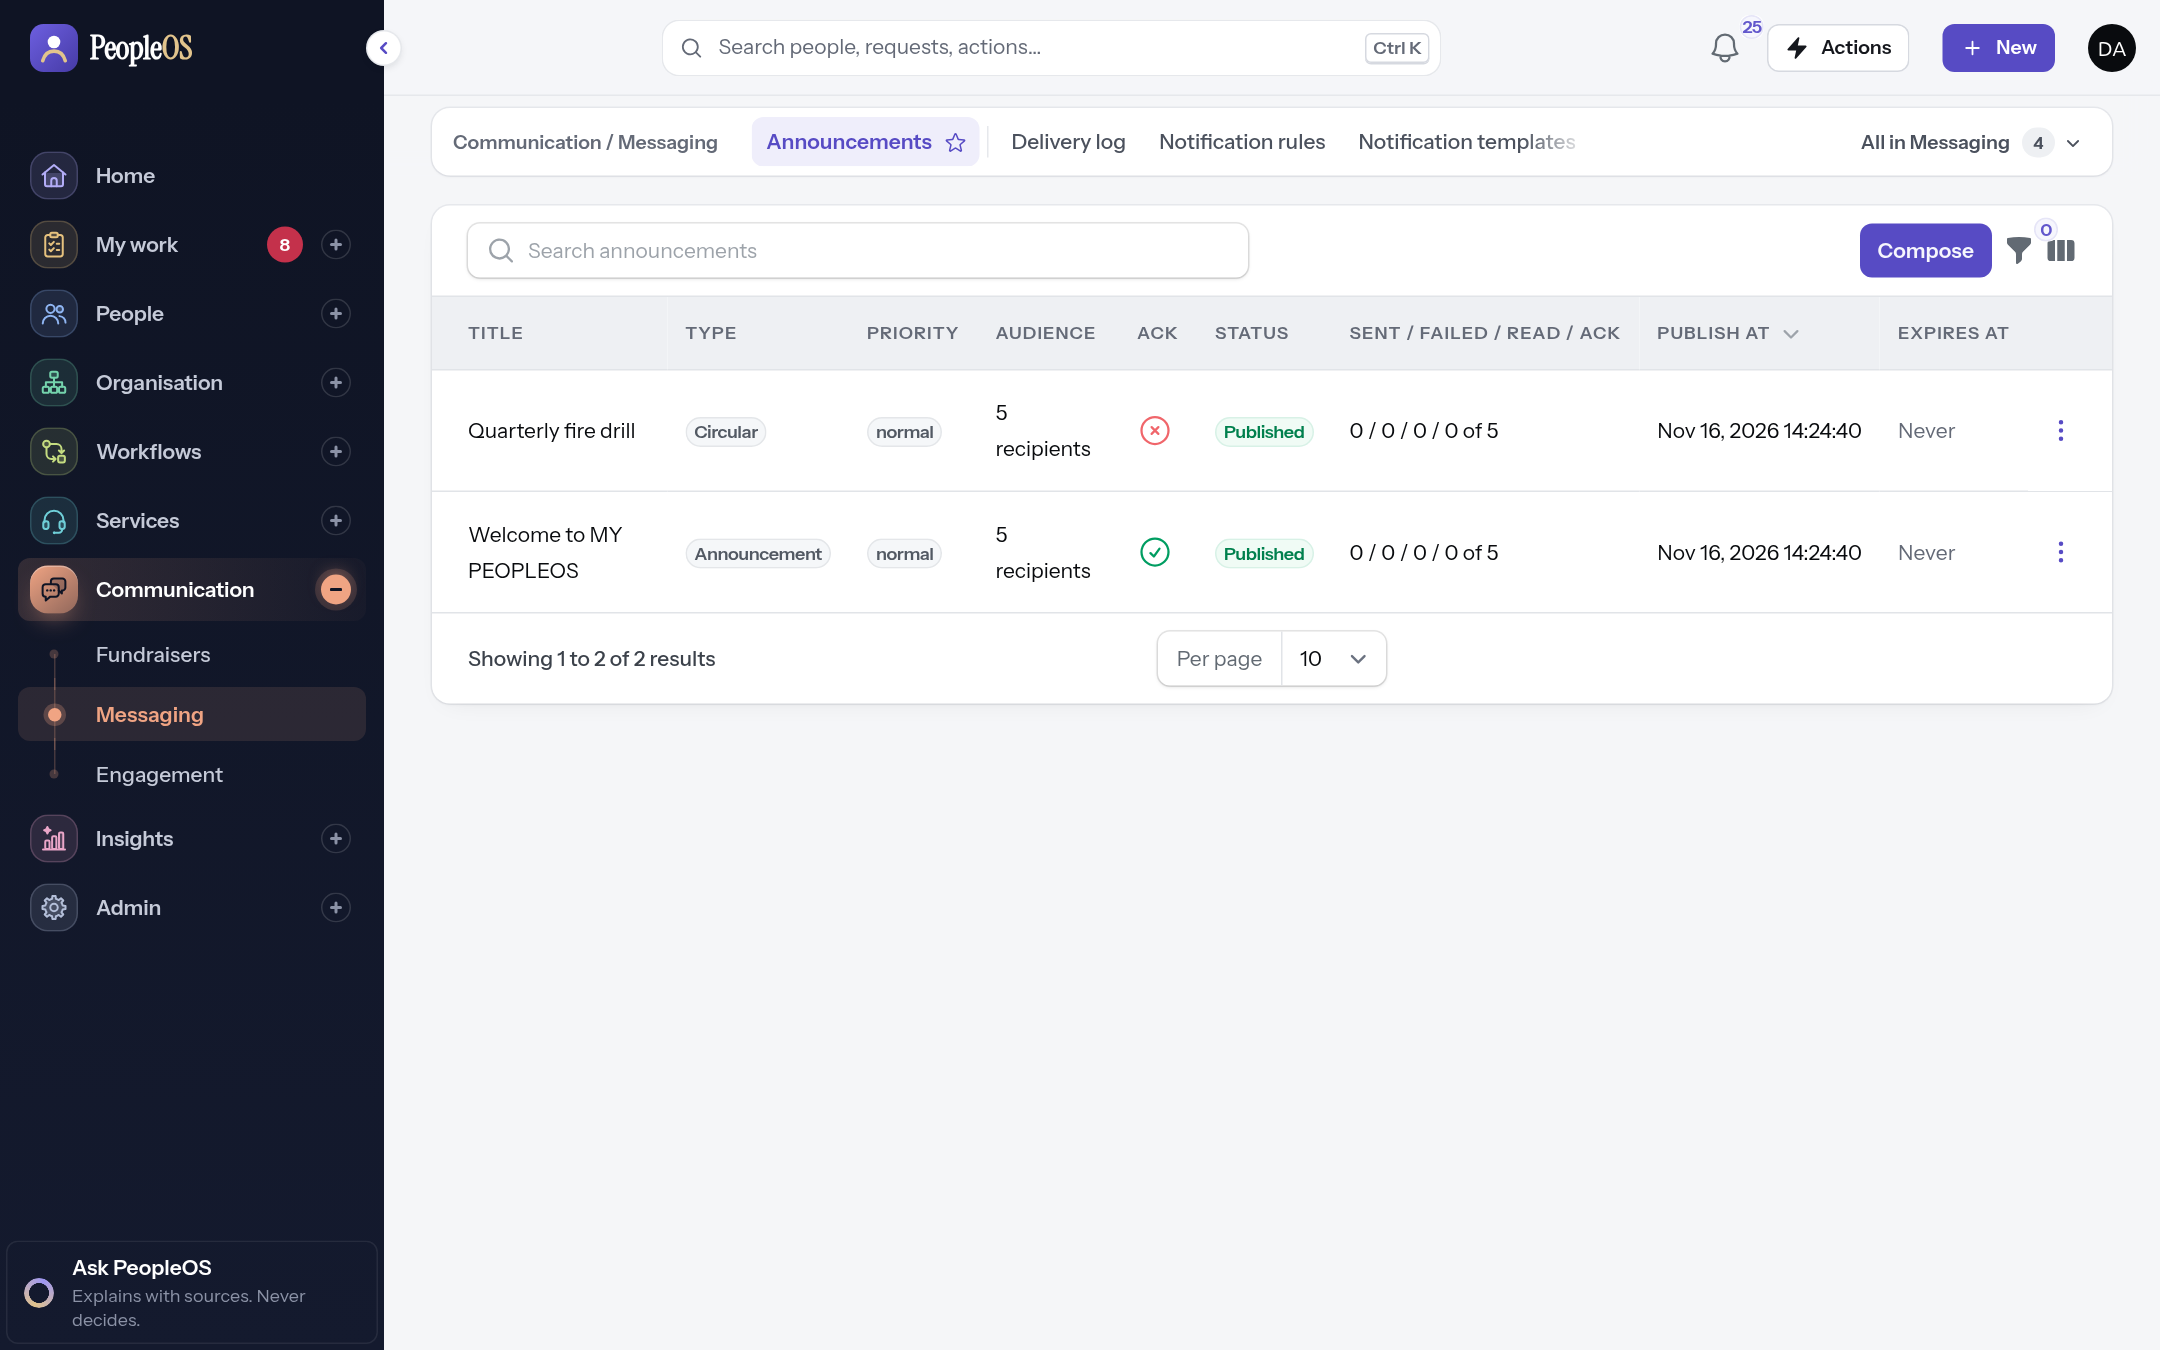 PeopleOS
Search people, requests, actions...
Ctrl K
25
Actions
New
DA
Home
My work
8
People
Organisation
Workflows
Services
Communication
Fundraisers
Messaging
Engagement
Insights
Admin
Ask PeopleOS
Explains with sources. Never
decides.
Communication / Messaging
Announcements
Delivery log
Notification rules
Notification templates
All in Messaging
4
Search announcements
Compose
0
TITLE
TYPE
PRIORITY
AUDIENCE
ACK
STATUS
SENT / FAILED / READ / ACK
PUBLISH AT
EXPIRES AT
Quarterly fire drill
Circular
normal
5
recipients
Published
0 / 0 / 0 / 0 of 5
Nov 16, 2026 14:24:40
Never
Welcome to MY
PEOPLEOS
Announcement
normal
5
recipients
Published
0 / 0 / 0 / 0 of 5
Nov 16, 2026 14:24:40
Never
Showing 1 to 2 of 2 results
Per page
10